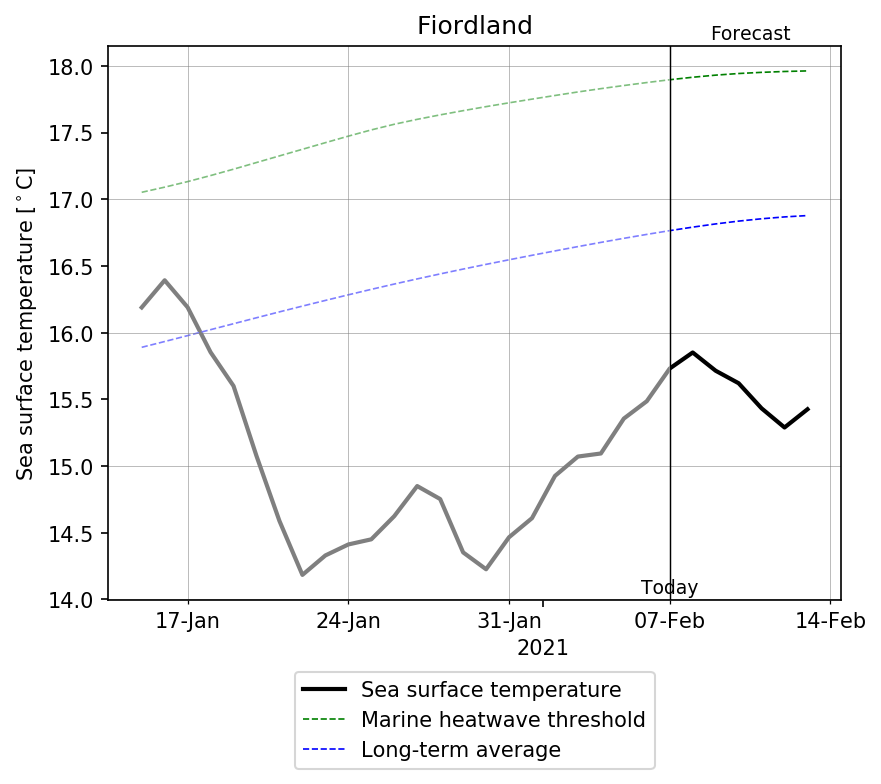 Fiordland
Forecast
Sea surface temperature [°C]
18.0
17.5
17.0
16.5
16.0
15.5
15.0
14.5
14.0
Today
17-Jan
24-Jan
31-Jan
07-Feb
14-Feb
2021
Sea surface temperature
Marine heatwave threshold
Long-term average